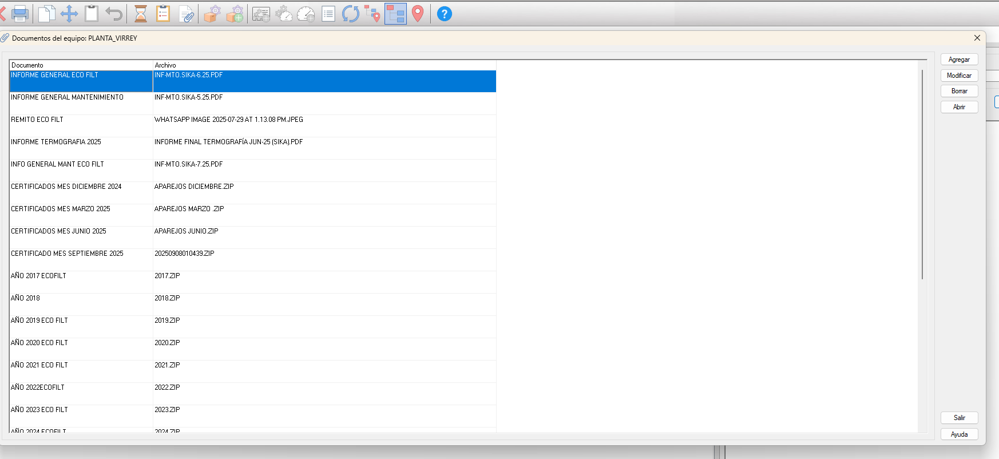 ?
Documentos del equipo: PLANTA_VIRREY
Documento Archivo
INFORME GENERAL ECO FILT INF-MTO.SIKA-6.25.PDF
INFORME GENERAL MANTENIMIENTO INF-MTO.SIKA-5.25.PDF
REMITO ECO FILT WHATSAPP IMAGE 2025-07-29 AT 1.13.08 PM.JPEG
INFORME TERMOGRAFIA 2025 INFORME FINAL TERMOGRAFÍA JUN-25 (SIKA).PDF
INFO GENERAL MANT ECO FILT INF-MTO.SIKA-7.25.PDF
CERTIFICADOS MES DICIEMBRE 2024 APAREJOS DICIEMBRE.ZIP
CERTIFICADOS MES MARZO 2025 APAREJOS MARZO .ZIP
CERTIFICADOS MES JUNIO 2025 APAREJOS JUNIO.ZIP
CERTIFICADO MES SEPTIEMBRE 2025 20250908010439.ZIP
AÑO 2017 ECOFILT 2017.ZIP
AÑO 2018 2018.ZIP
AÑO 2019 ECO FILT 2019.ZIP
AÑO 2020 ECO FILT 2020.ZIP
AÑO 2021 ECO FILT 2021.ZIP
AÑO 2022ECOFILT 2022.ZIP
AÑO 2023 ECO FILT 2023.ZIP
AÑO 2024 ECOFILT 2024.ZIP
Agregar
Modificar
Borrar
Abrir
Salir
Ayuda